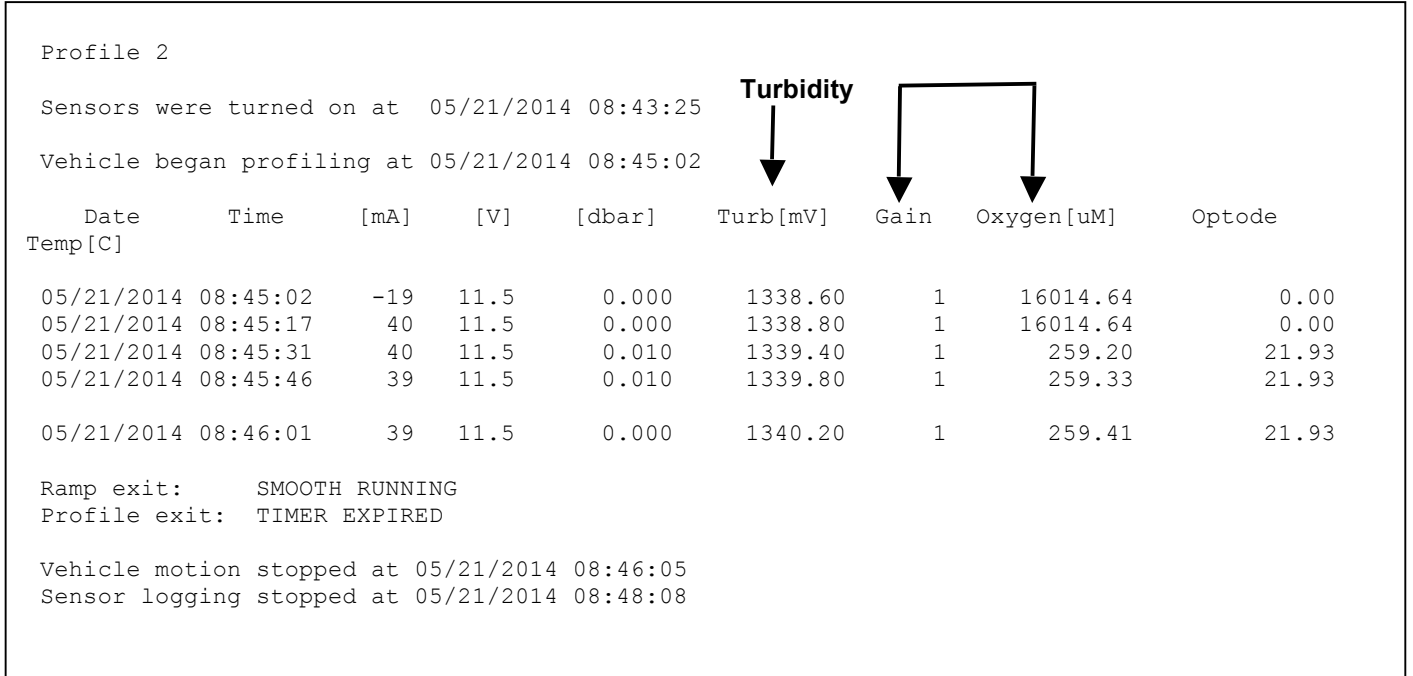 Profile 2
Turbidity
Sensors were turned on at  05/21/2014 08:43:25
Vehicle began profiling at 05/21/2014 08:45:02
Date Time [mA] [V] [dbar] Turb[mV] Gain Oxygen[uM] Optode
Temp[C]
05/21/2014 08:45:02 -19 11.5 0.000 1338.60 1 16014.64 0.00
05/21/2014 08:45:17 40 11.5 0.000 1338.80 1 16014.64 0.00
05/21/2014 08:45:31 40 11.5 0.010 1339.40 1 259.20 21.93
05/21/2014 08:45:46 39 11.5 0.010 1339.80 1 259.33 21.93
05/21/2014 08:46:01 39 11.5 0.000 1340.20 1 259.41 21.93
Ramp exit: SMOOTH RUNNING
Profile exit: TIMER EXPIRED
Vehicle motion stopped at 05/21/2014 08:46:05
Sensor logging stopped at 05/21/2014 08:48:08